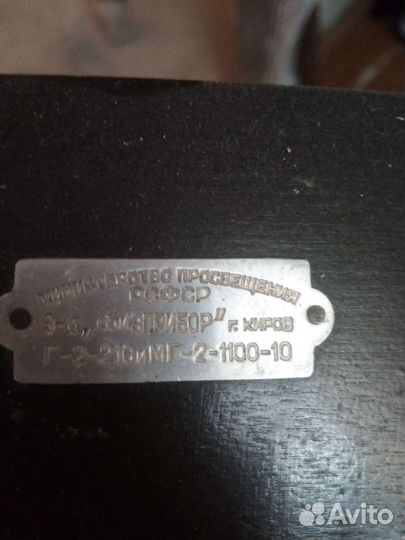 МИНИСТЕРСТВО ПРОСВЕЩЕНИЯ
РСФСР
З-д „ФИЗПРИБОР" г. КИРОВ
Г-2-210иМГ-2-1100-10
Avito